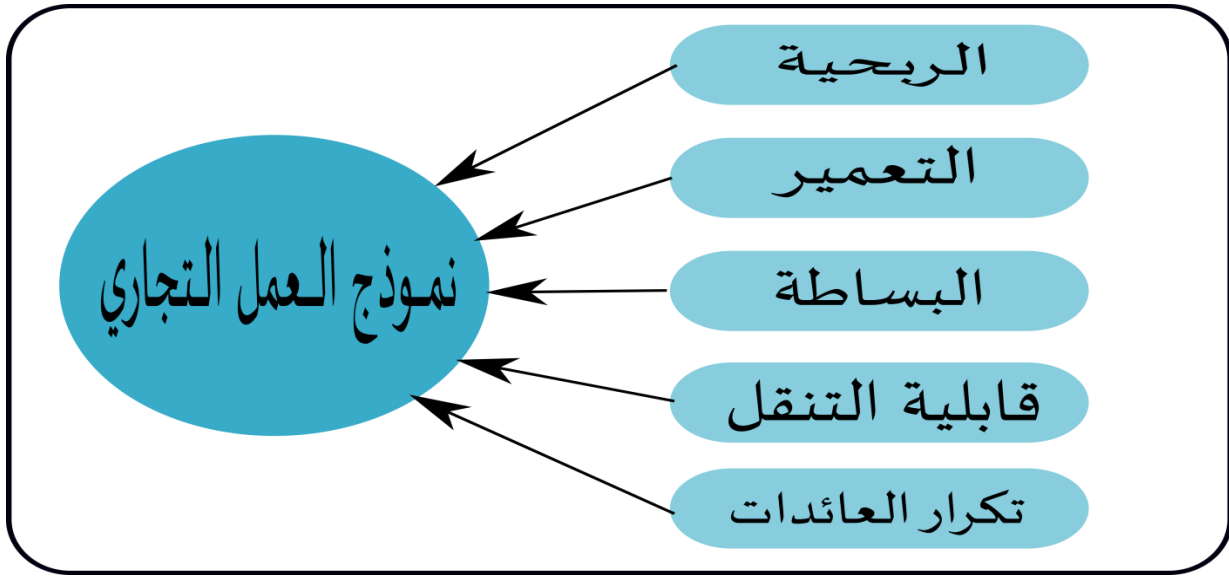 الربحية
التعمير
البساطة
قابلية التنقل
تكرار العائدات
نموذج العمل التجاري